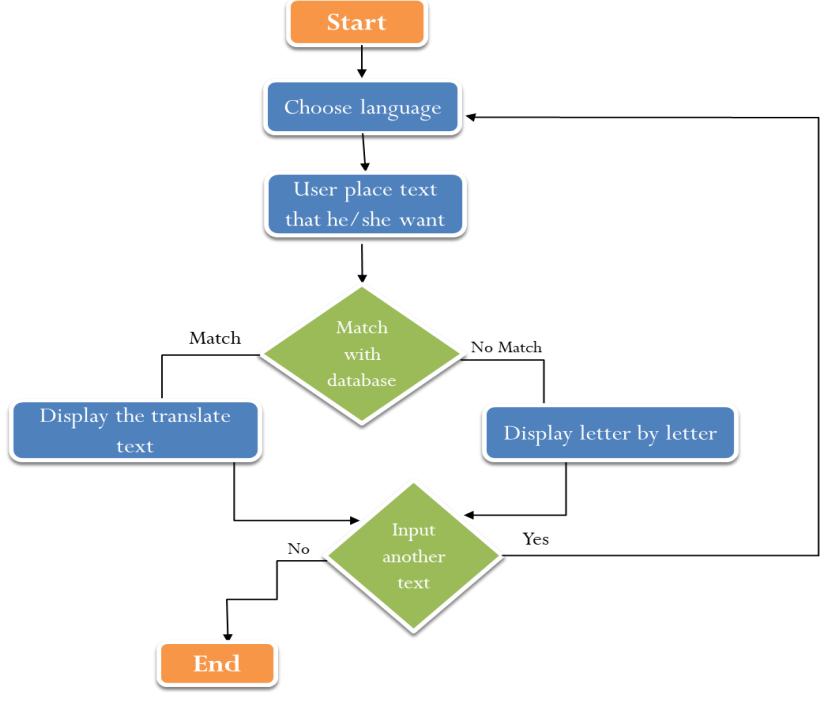 Start
Choose language
User place text
that he/she want
Match
with
database
Match
No Match
Display the translate
text
Display letter by letter
Input
another
text
No
Yes
End